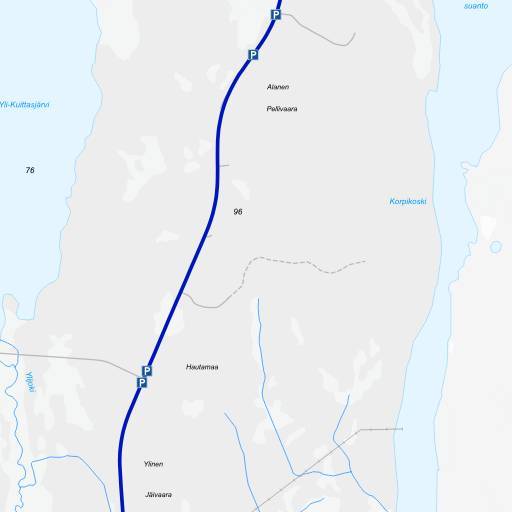 suanto
P
P
Alanen
Yli-Kuittasjärvi
Pellivaara
76
Korpikoski
96
Hautamaa
P
P
Ylijoki
Ylinen
Jäivaara